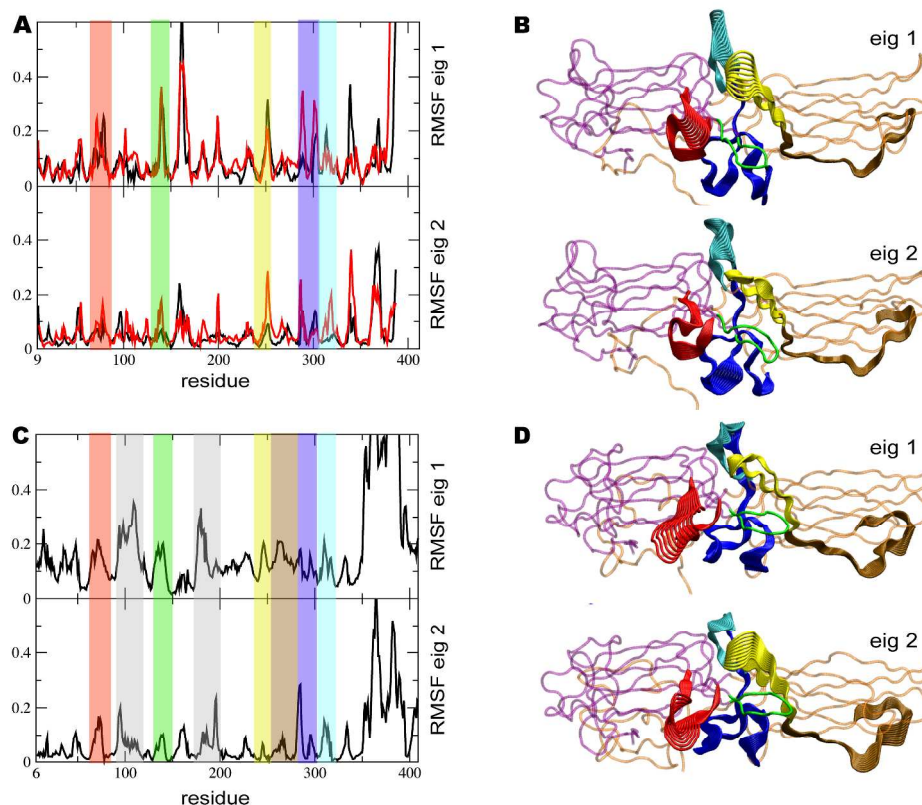 A
0.4
0.2
0
RMSF eig 1
0.4
0.2
0
RMSF eig 2
9 100 200 300 400
residue
B
eig 1
eig 2
C
0.4
0.2
0
RMSF eig 1
0.4
0.2
0
RMSF eig 2
6 100 200 300 400
residue
D
eig 1
eig 2